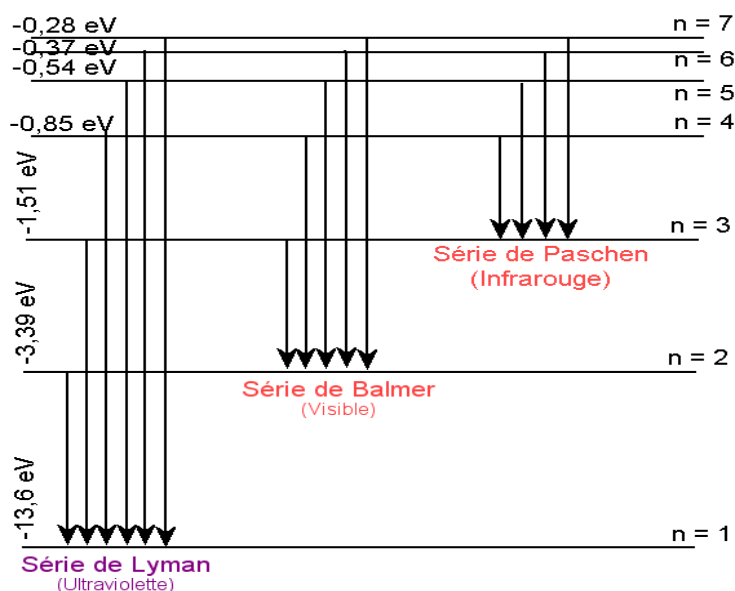 -0,28 eV
n = 7
-0,37 eV
n = 6
-0,54 eV
n = 5
-0,85 eV
n = 4
-1,51 eV
n = 3
Série de Paschen
(Infrarouge)
-3,39 eV
n = 2
Série de Balmer
(Visible)
-13,6 eV
n = 1
Série de Lyman
(Ultraviolette)